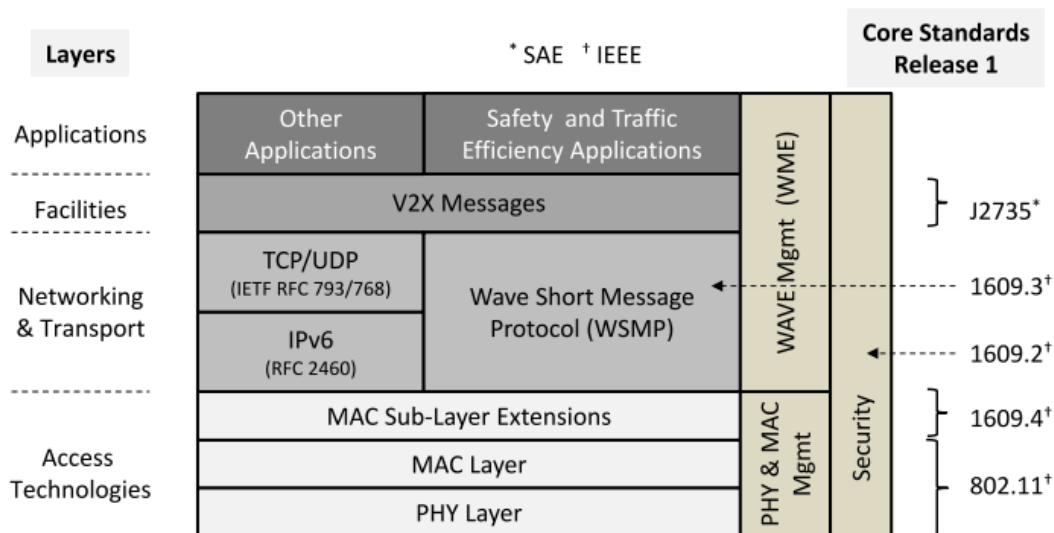 Layers
* SAE † IEEE
Core Standards
Release 1
Applications
Other
Applications
Safety and Traffic
Efficiency Applications
WAVE Mgmt (WME)
Security
Facilities
V2X Messages
J2735*
Networking
& Transport
TCP/UDP
(IETF RFC 793/768)
Wave Short Message
Protocol (WSMP)
1609.3†
IPv6
(RFC 2460)
1609.2†
Access
Technologies
MAC Sub-Layer Extensions
PHY & MAC
Mgmt
1609.4†
MAC Layer
802.11†
PHY Layer